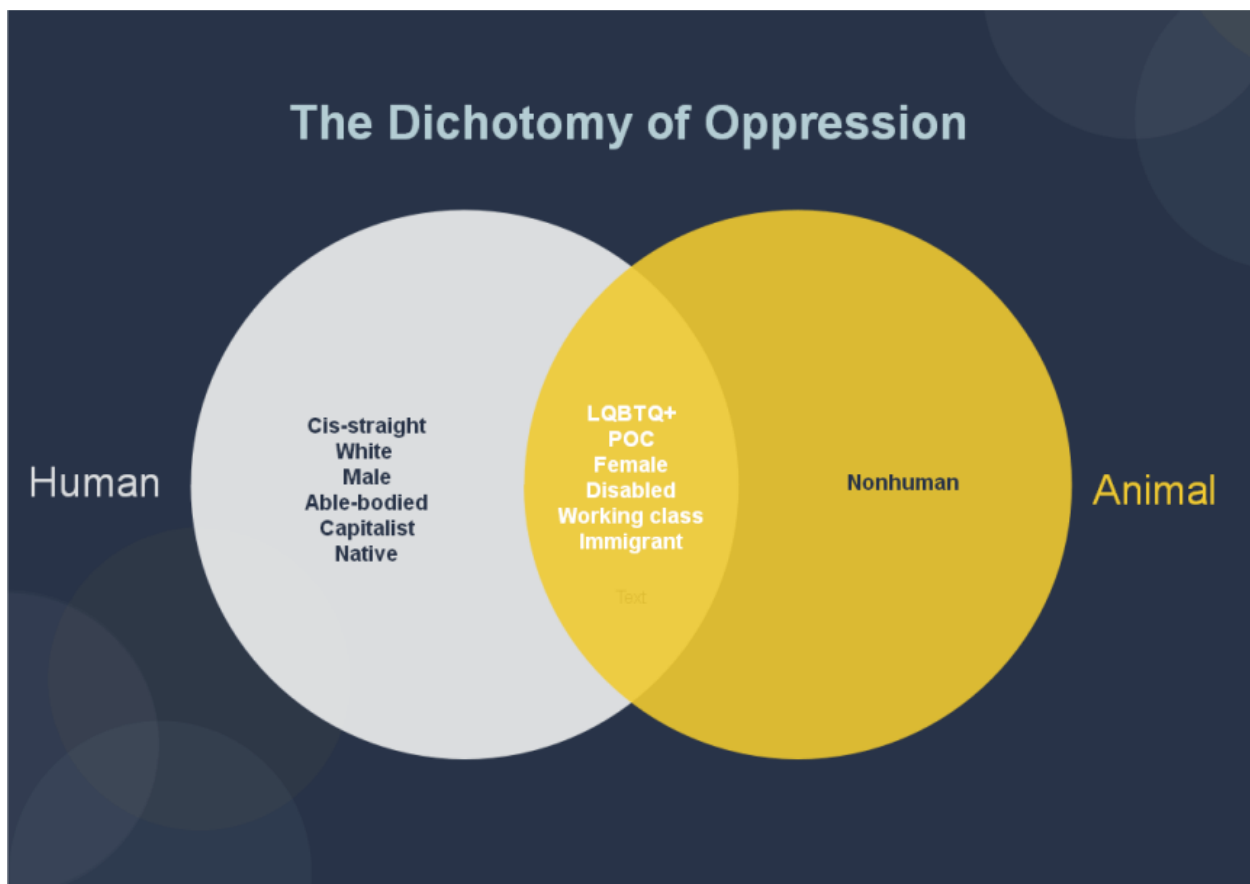 The Dichotomy of Oppression
Human
Cis-straight
White
Male
Able-bodied
Capitalist
Native
LQBTQ+
POC
Female
Disabled
Working class
Immigrant
Text
Nonhuman
Animal